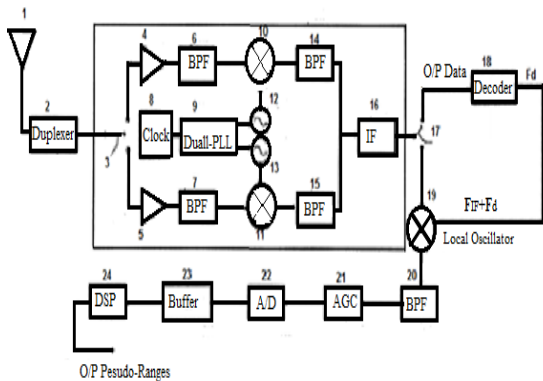 1
2
Duplexer
3
4
5
6
BPF
7
BPF
8
Clock
9
Duall-PLL
10
11
12
13
14
BPF
15
BPF
16
IF
17
O/P Data
18
Decoder
Fd
19
FIF+Fd
Local Oscillator
20
BPF
21
AGC
22
A/D
23
Buffer
24
DSP
O/P Pesudo-Ranges